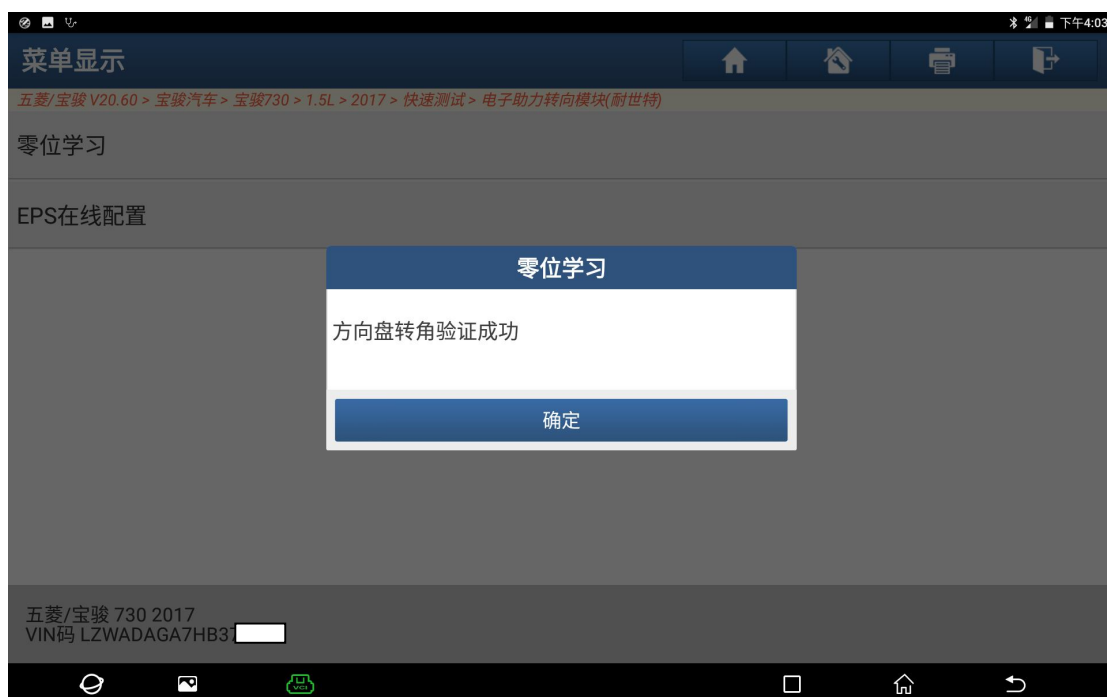 下午4:03
菜单显示
五菱/宝骏 V20.60 > 宝骏汽车 > 宝骏730 > 1.5L > 2017 > 快速测试 > 电子助力转向模块(耐世特)
零位学习
EPS在线配置
零位学习
方向盘转角验证成功
确定
五菱/宝骏 730 2017
VIN码 LZWADAGA7HB37
VCI